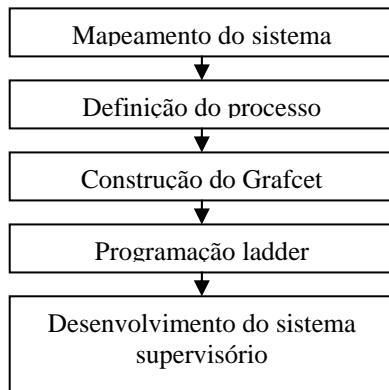 Mapeamento do sistema
Definição do processo
Construção do Grafcet
Programação ladder
Desenvolvimento do sistema
supervisório